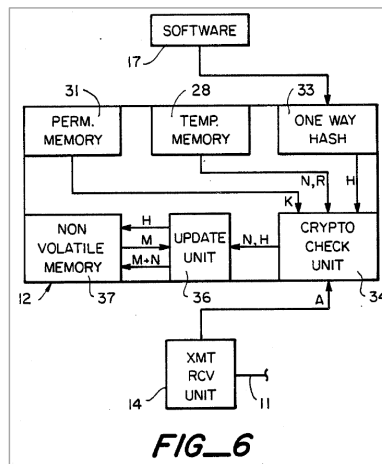 SOFTWARE
17
31
28
33
PERM.
MEMORY
TEMP.
MEMORY
ONE WAY
HASH
N,R
H
K
NON
VOLATILE
MEMORY
H
M
M+N
UPDATE
UNIT
N, H
CRYPTO
CHECK
UNIT
12
37
36
34
A
XMT
RCV
UNIT
14
11
FIG_6